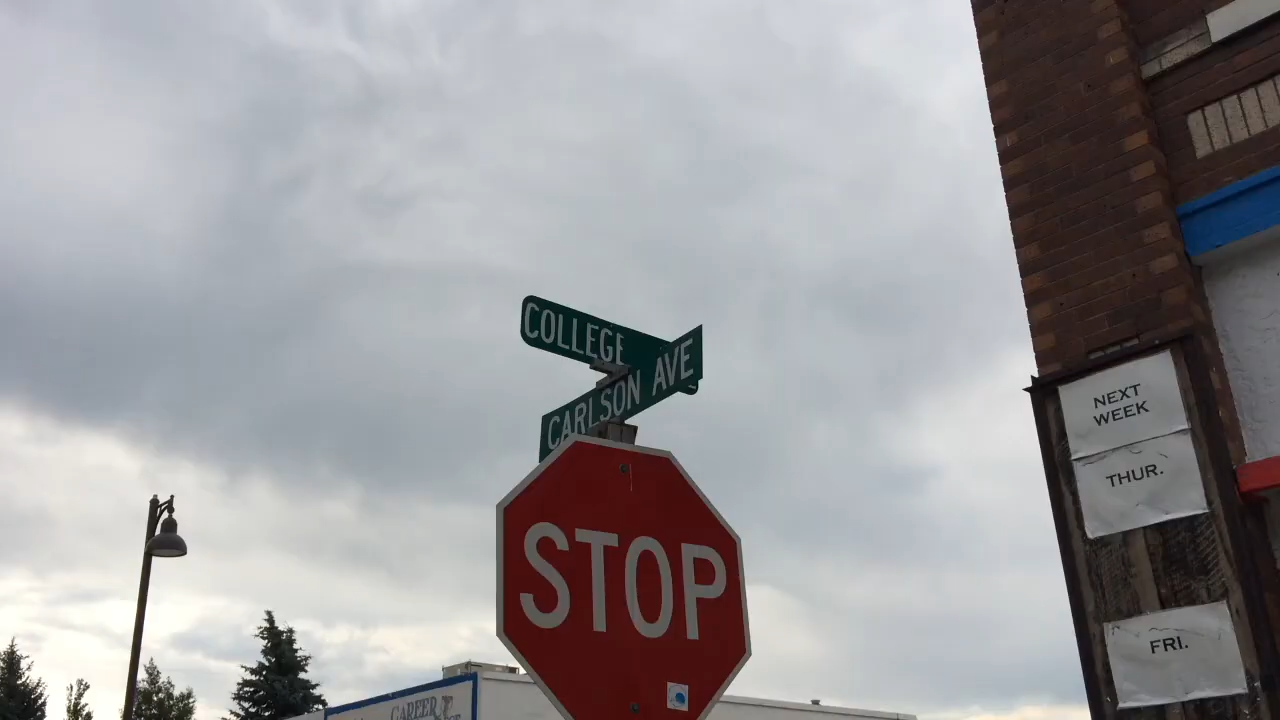 COLLEGE
CARLSON AVE
STOP
NEXT
WEEK
THUR.
FRI.
CAREER